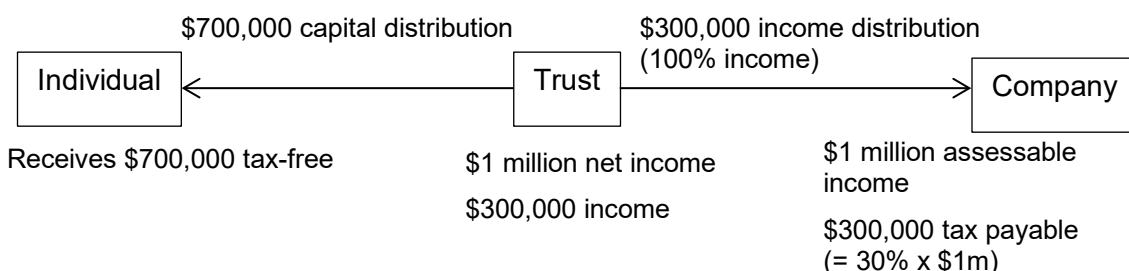 $700,000 capital distribution
$300,000 income distribution
(100% income)
Individual
Trust
Company
Receives $700,000 tax-free
$1 million net income
$300,000 income
$1 million assessable
income
$300,000 tax payable
(= 30% x $1m)